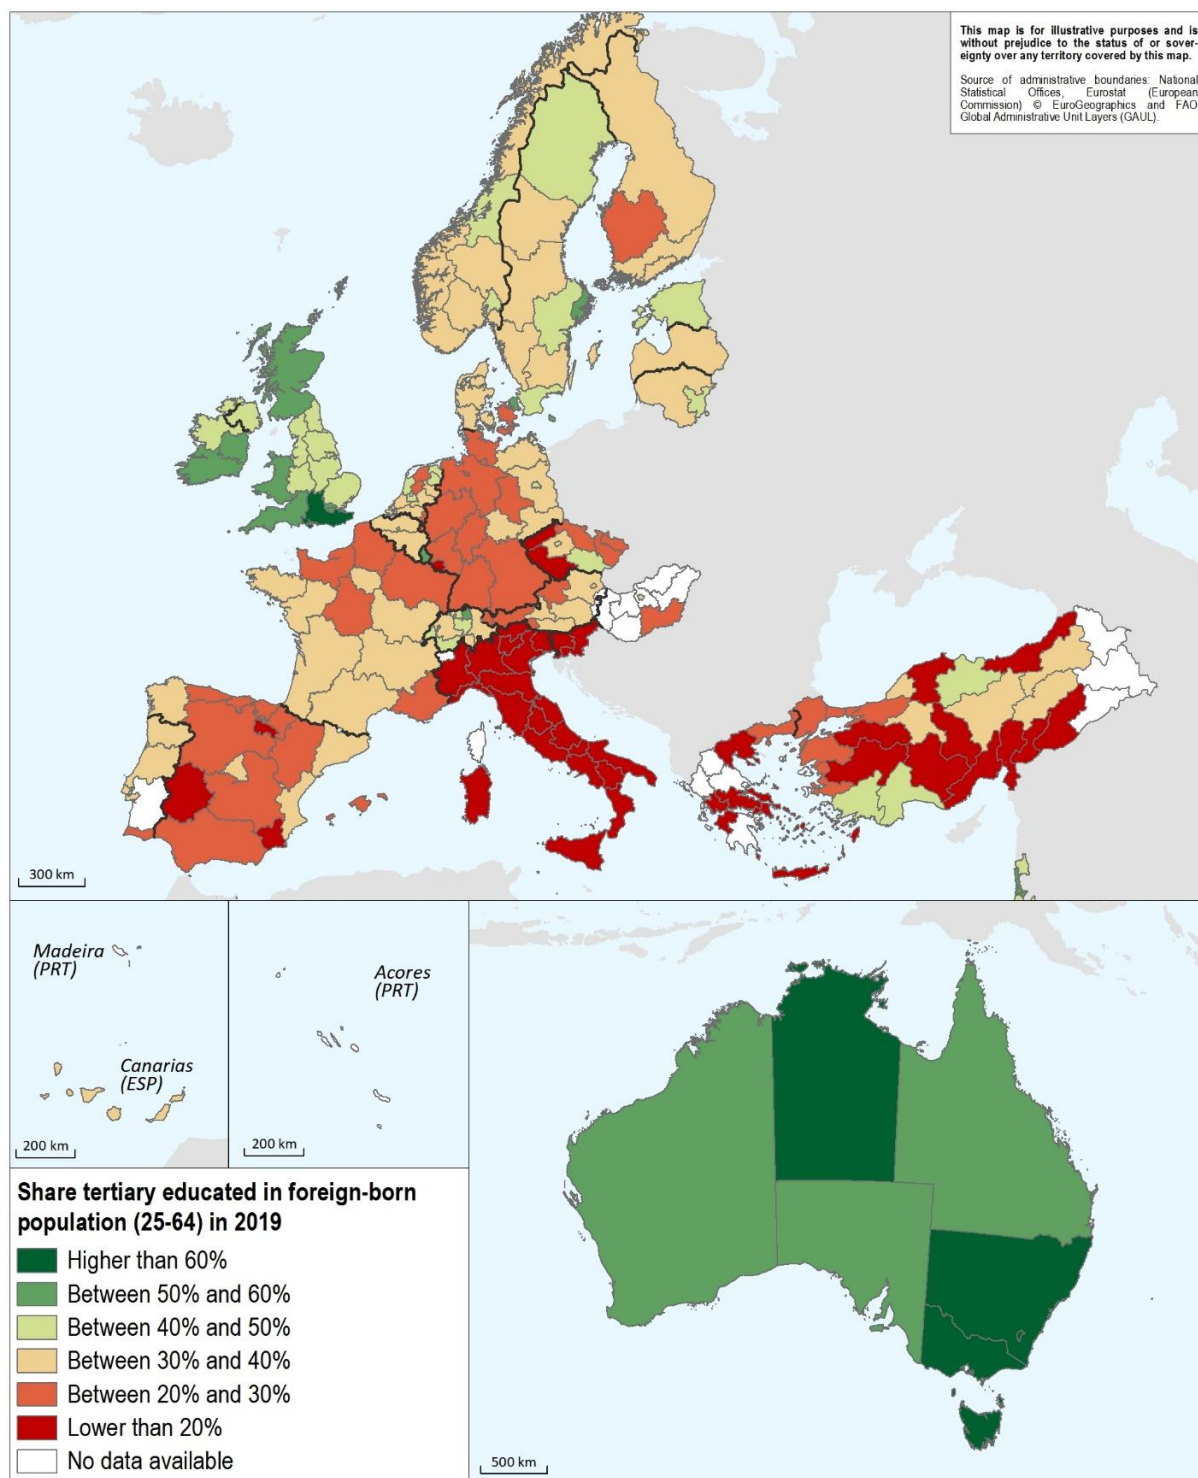 This map is for illustrative purposes and is
without prejudice to the status of or sover-
eignty over any territory covered by this map.
Source of administrative boundaries: National
Statistical Offices, Eurostat (European
Commission) © EuroGeographics and FAO
Global Administrative Unit Layers (GAUL).
300 km
Madeira
(PRT)
Canarias
(ESP)
200 km
Acores
(PRT)
200 km
Share tertiary educated in foreign-born
population (25-64) in 2019
Higher than 60%
Between 50% and 60%
Between 40% and 50%
Between 30% and 40%
Between 20% and 30%
Lower than 20%
No data available
500 km